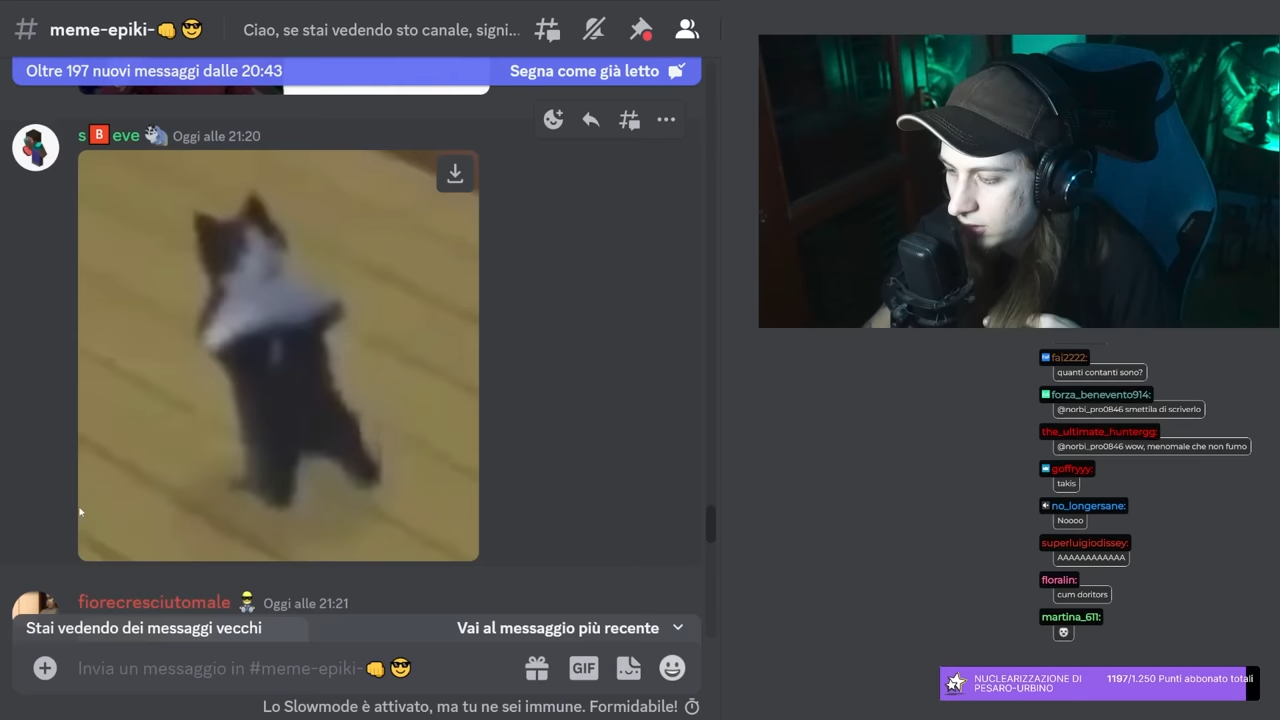 meme-epiki-👊😎
Ciao, se stai vedendo sto canale, signi...
Oltre 197 nuovi messaggi dalle 20:43
Segna come già letto
s🅱eve Oggi alle 21:20
fiorecresciutomale Oggi alle 21:21
Stai vedendo dei messaggi vecchi
Vai al messaggio più recente
Invia un messaggio in #meme-epiki-👊😎
GIF
Lo Slowmode è attivato, ma tu ne sei immune. Formidabile!
fai2222:
quanti contanti sono?
forza_benevento914:
@norbi_pro0846 smettila di scriverlo
the_ultimate_huntergg:
@norbi_pro0846 wow, menomale che non fumo
goffryyy:
takis
no_longersane:
Noooo
superluigiodissey:
AAAAAAAAAAAA
floralin:
cum doritors
martina_611:
💀
NUCLEARIZZAZIONE DI
PESARO-URBINO
1197/1.250 Punti abbonato totali